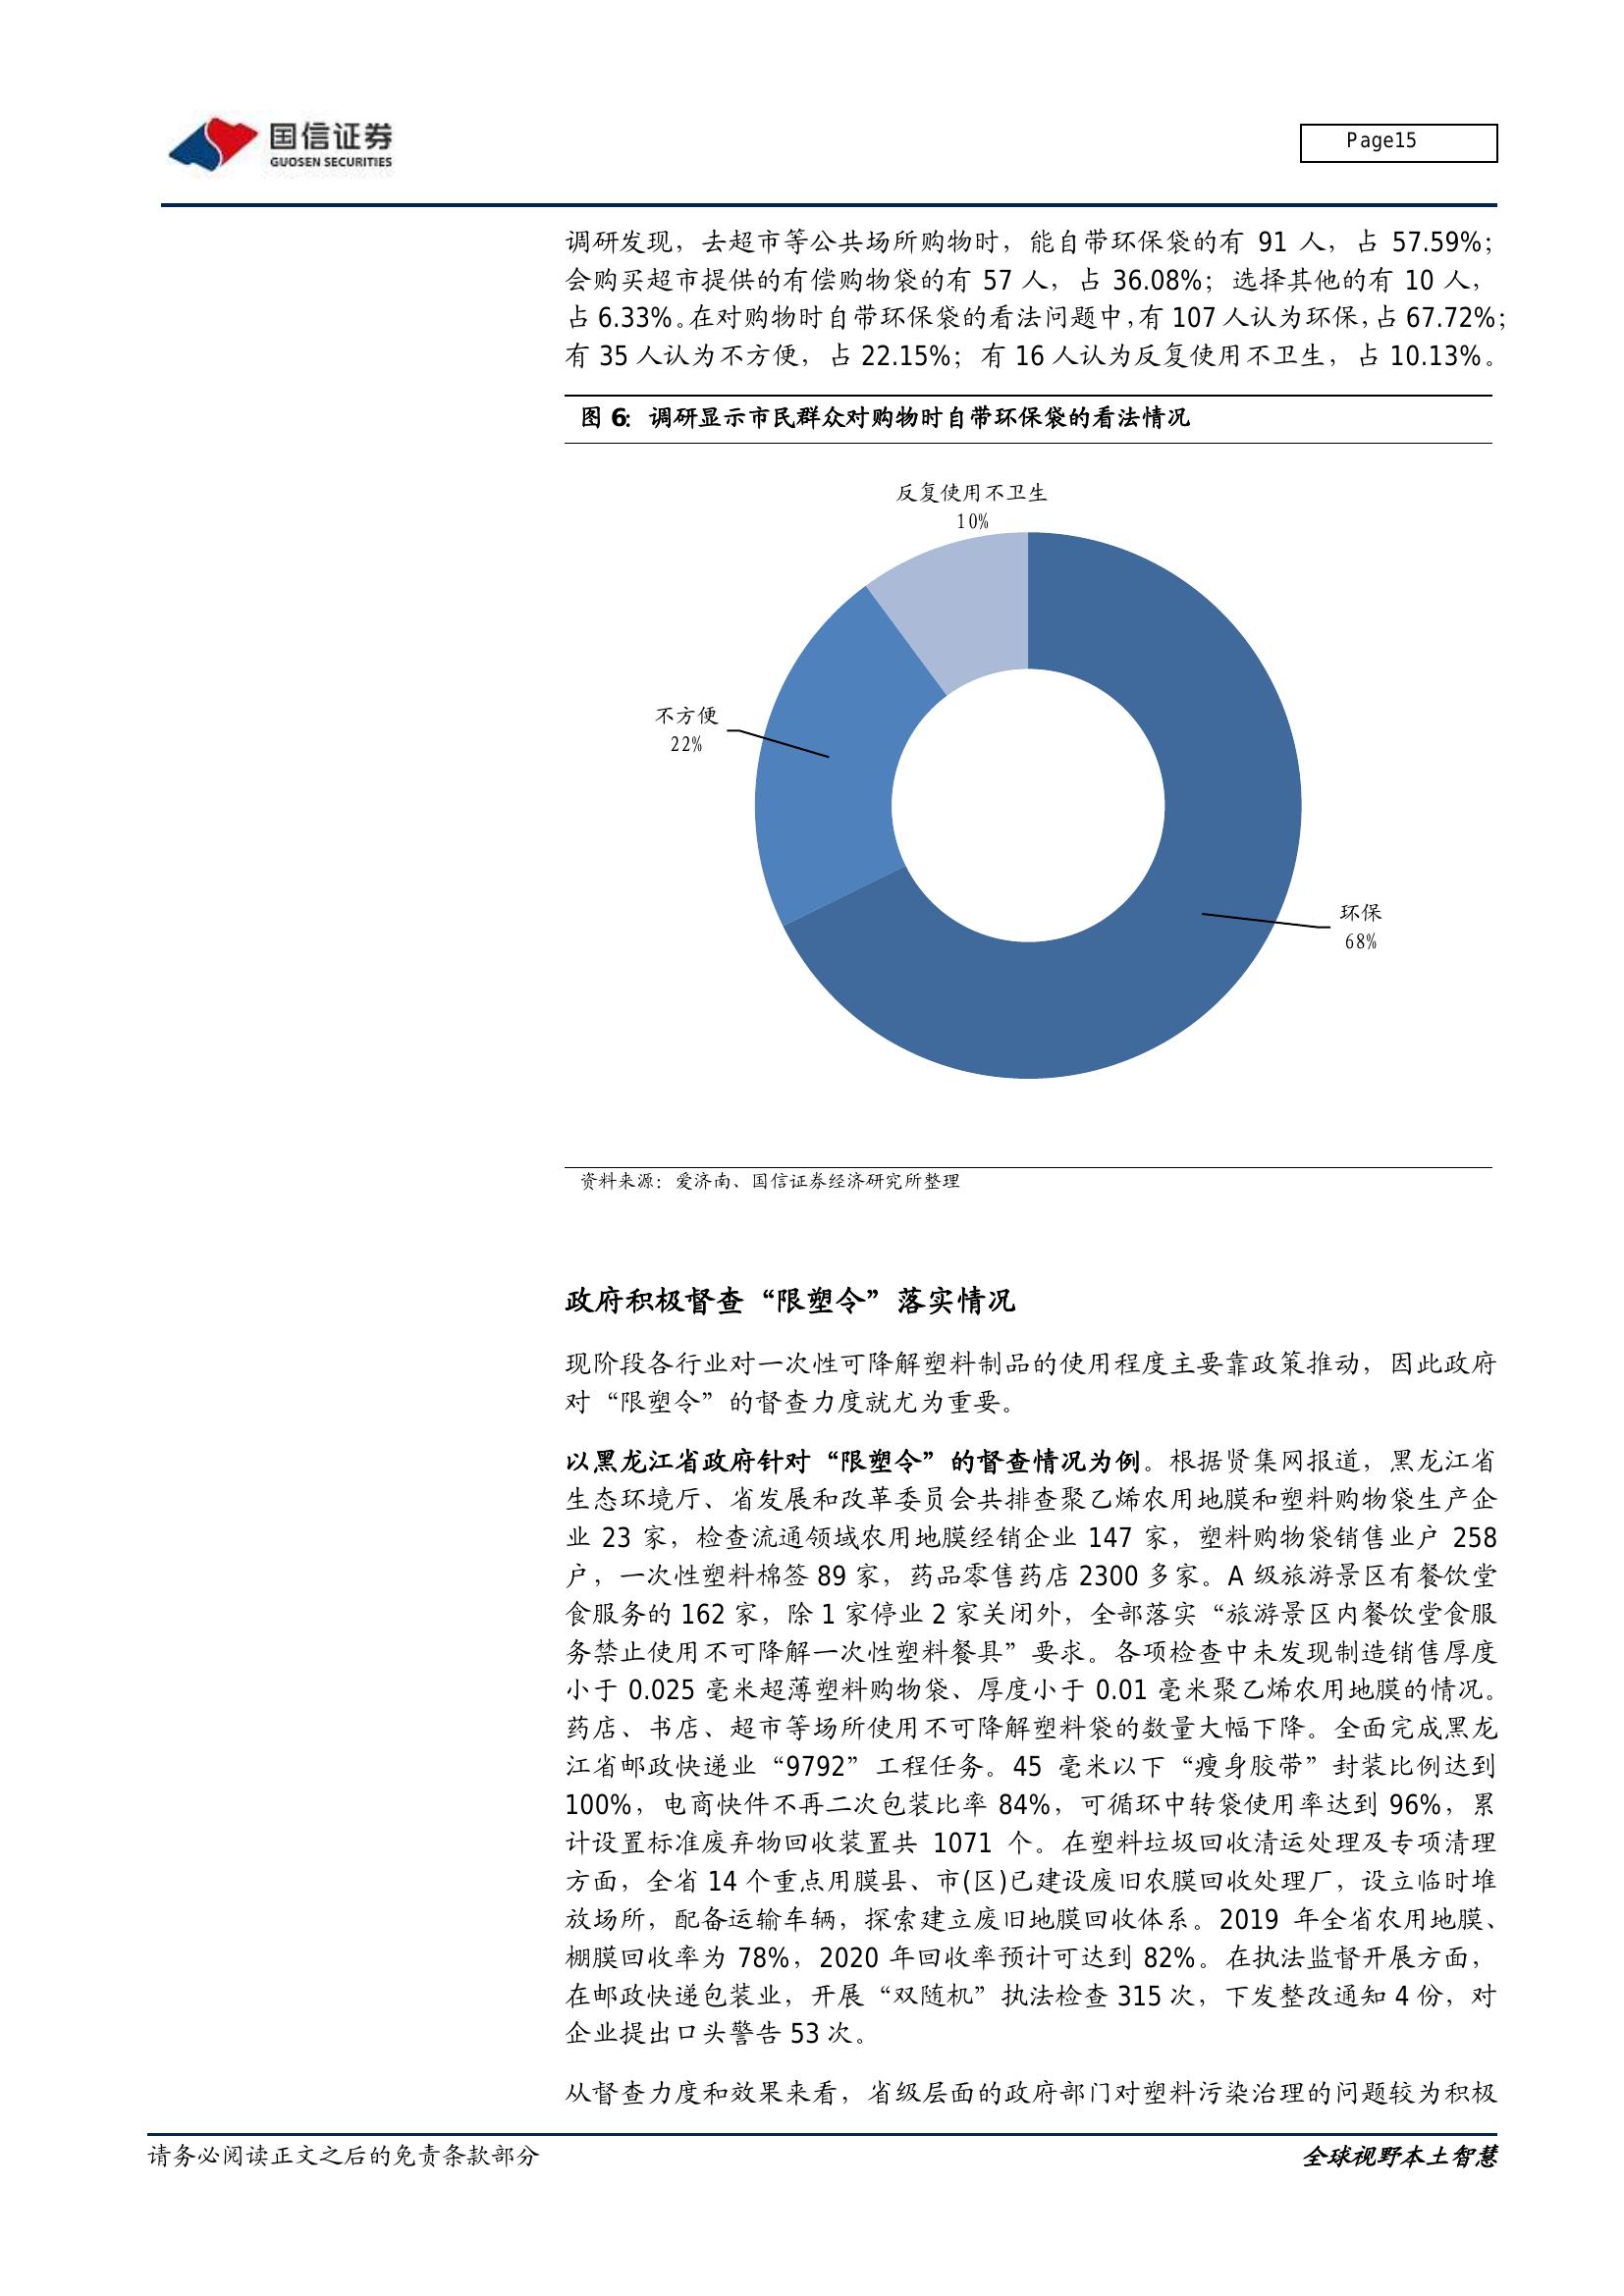 国信证券
GUOSEN SECURITIES
Page15
调研发现，去超市等公共场所购物时，能自带环保袋的有 91 人，占 57.59%；
会购买超市提供的有偿购物袋的有 57 人，占 36.08%；选择其他的有 10 人，
占 6.33%。在对购物时自带环保袋的看法问题中，有 107 人认为环保，占 67.72%；
有 35 人认为不方便，占 22.15%；有 16 人认为反复使用不卫生，占 10.13%。
图 6：调研显示市民群众对购物时自带环保袋的看法情况
反复使用不卫生
10%
不方便
22%
环保
68%
资料来源：爱济南、国信证券经济研究所整理
政府积极督查“限塑令”落实情况
现阶段各行业对一次性可降解塑料制品的使用程度主要靠政策推动，因此政府
对“限塑令”的督查力度就尤为重要。
以黑龙江省政府针对“限塑令”的督查情况为例。根据贤集网报道，黑龙江省
生态环境厅、省发展和改革委员会共排查聚乙烯农用地膜和塑料购物袋生产企
业 23 家，检查流通领域农用地膜经销企业 147 家，塑料购物袋销售业户 258
户，一次性塑料棉签 89 家，药品零售药店 2300 多家。A 级旅游景区有餐饮堂
食服务的 162 家，除 1 家停业 2 家关闭外，全部落实“旅游景区内餐饮堂食服
务禁止使用不可降解一次性塑料餐具”要求。各项检查中未发现制造销售厚度
小于 0.025 毫米超薄塑料购物袋、厚度小于 0.01 毫米聚乙烯农用地膜的情况。
药店、书店、超市等场所使用不可降解塑料袋的数量大幅下降。全面完成黑龙
江省邮政快递业“9792”工程任务。45 毫米以下“瘦身胶带”封装比例达到
100%，电商快件不再二次包装比率 84%，可循环中转袋使用率达到 96%，累
计设置标准废弃物回收装置共 1071 个。在塑料垃圾回收清运处理及专项清理
方面，全省 14 个重点用膜县、市(区)已建设废旧农膜回收处理厂，设立临时堆
放场所，配备运输车辆，探索建立废旧地膜回收体系。2019 年全省农用地膜、
棚膜回收率为 78%，2020 年回收率预计可达到 82%。在执法监督开展方面，
在邮政快递包装业，开展“双随机”执法检查 315 次，下发整改通知 4 份，对
企业提出口头警告 53 次。
从督查力度和效果来看，省级层面的政府部门对塑料污染治理的问题较为积极
请务必阅读正文之后的免责条款部分
全球视野本土智慧